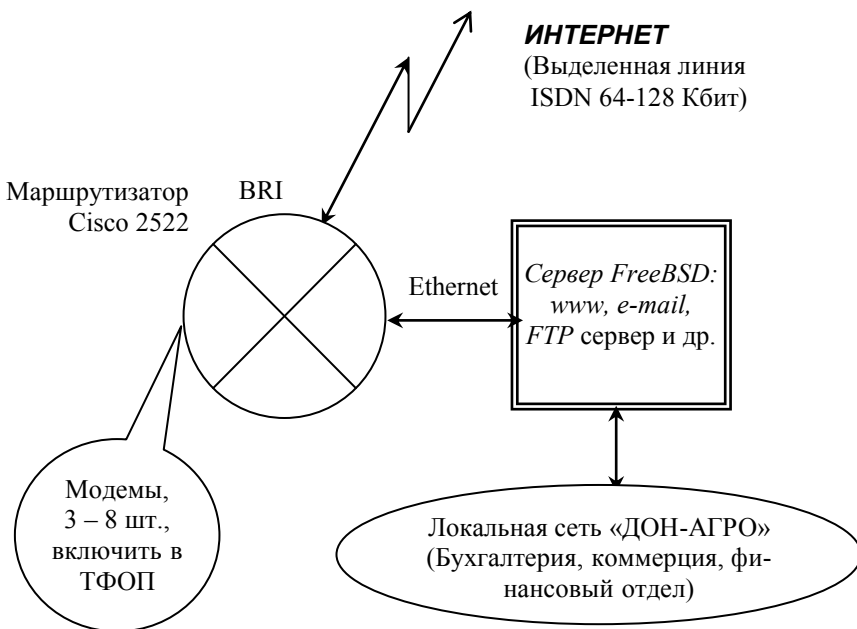 ИНТЕРНЕТ
(Выделенная линия
ISDN 64-128 Кбит)
Маршрутизатор
Cisco 2522
BRI
Ethernet
Сервер FreeBSD:
www, e-mail,
FTP сервер и др.
Модемы,
3 – 8 шт.,
включить в
ТФОП
Локальная сеть «ДОН-АГРО»
(Бухгалтерия, коммерция, фи-
нансовый отдел)